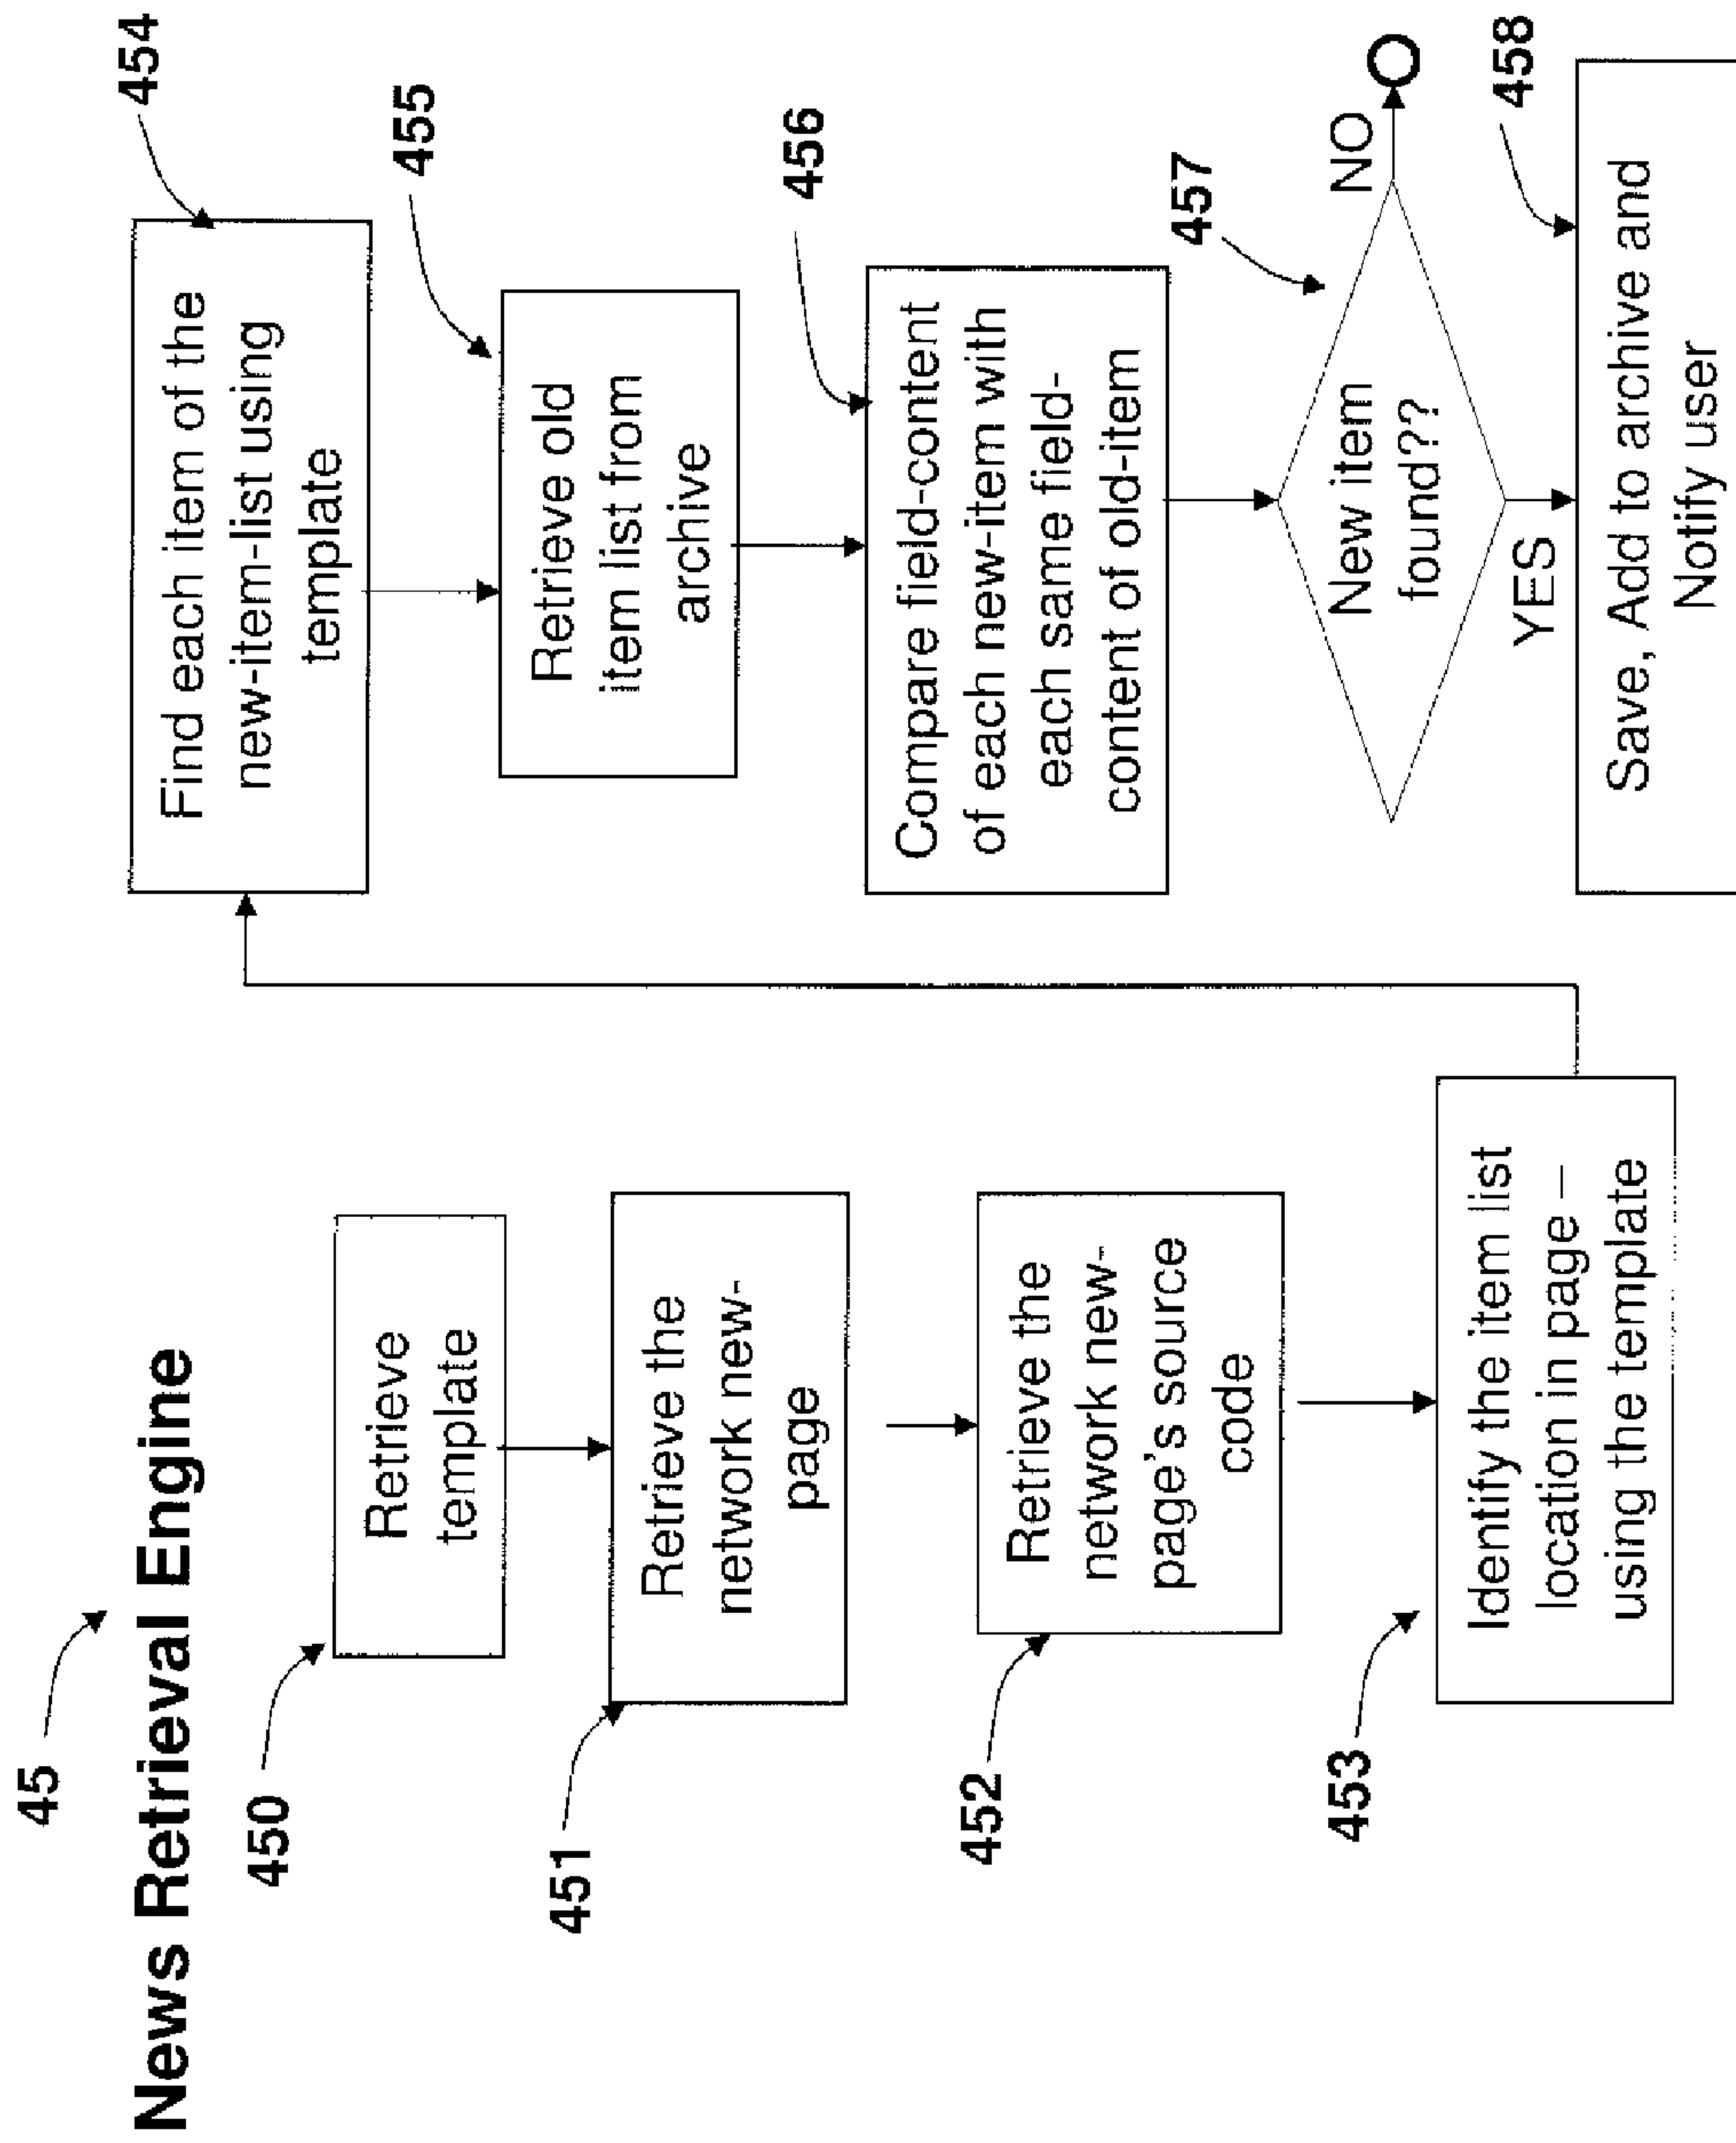 45
News Retrieval Engine
450
Retrieve
template
451
Retrieve the
network new-
page
452
Retrieve the
network new-
page's source
code
453
Identify the item list
location in page –
using the template
454
Find each item of the
new-item-list using
template
455
Retrieve old
item list from
archive
456
Compare field-content
of each new-item with
each same field-
content of old-item
457
New item
found??
NO
YES
458
Save, Add to archive and
Notify user